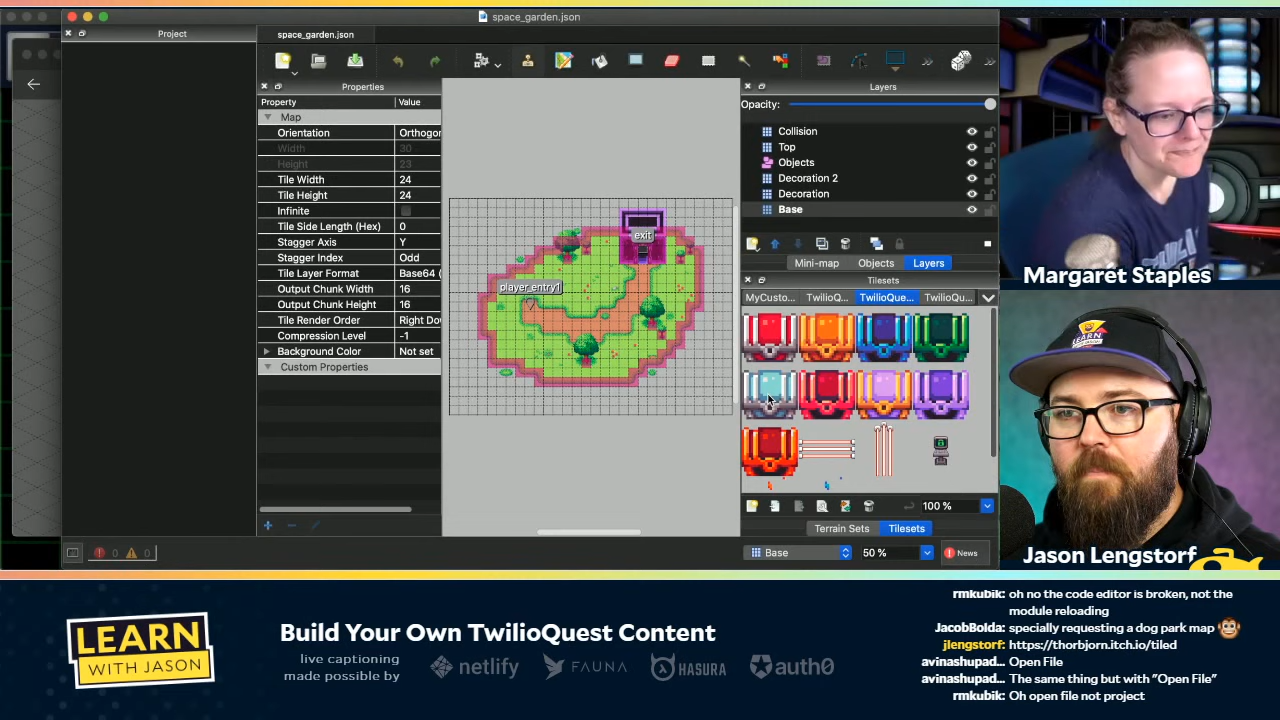 space_garden.json
Project
space_garden.json
Properties
Property
Value
Map
Orientation
Orthogor
Width
30
Height
23
Tile Width
24
Tile Height
24
Infinite
Tile Side Length (Hex)
0
Stagger Axis
Y
Stagger Index
Odd
Tile Layer Format
Base64 (
Output Chunk Width
16
Output Chunk Height
16
Tile Render Order
Right Do
Compression Level
-1
Background Color
Not set
Custom Properties
0
0
exit
player_entry1
Layers
Opacity:
Collision
Top
Objects
Decoration 2
Decoration
Base
Mini-map
Objects
Layers
Tilesets
MyCusto...
TwilioQ...
TwilioQue...
TwilioQu...
100 %
Terrain Sets
Tilesets
Base
50 %
News
Margaret Staples
LEARN
Jason Lengstorf
LEARN
WITH JASON
Build Your Own TwilioQuest Content
live captioning
made possible by
netlify
FAUNA
HASURA
auth0
rmkubik: oh no the code editor is broken, not the
module reloading
JacobBolda: specially requesting a dog park map
jlengstorf: https://thorbjorn.itch.io/tiled
avinashupad... Open File
avinashupad... The same thing but with "Open File"
rmkubik: Oh open file not project